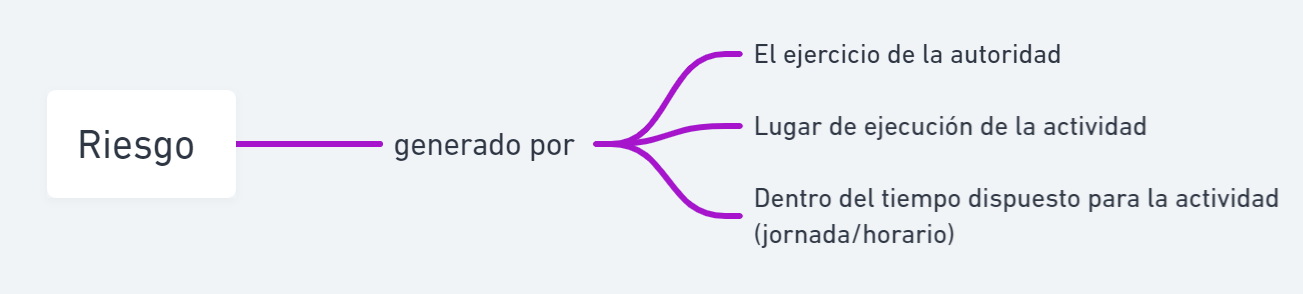 Riesgo
generado por
El ejercicio de la autoridad
Lugar de ejecución de la actividad
Dentro del tiempo dispuesto para la actividad
(jornada/horario)